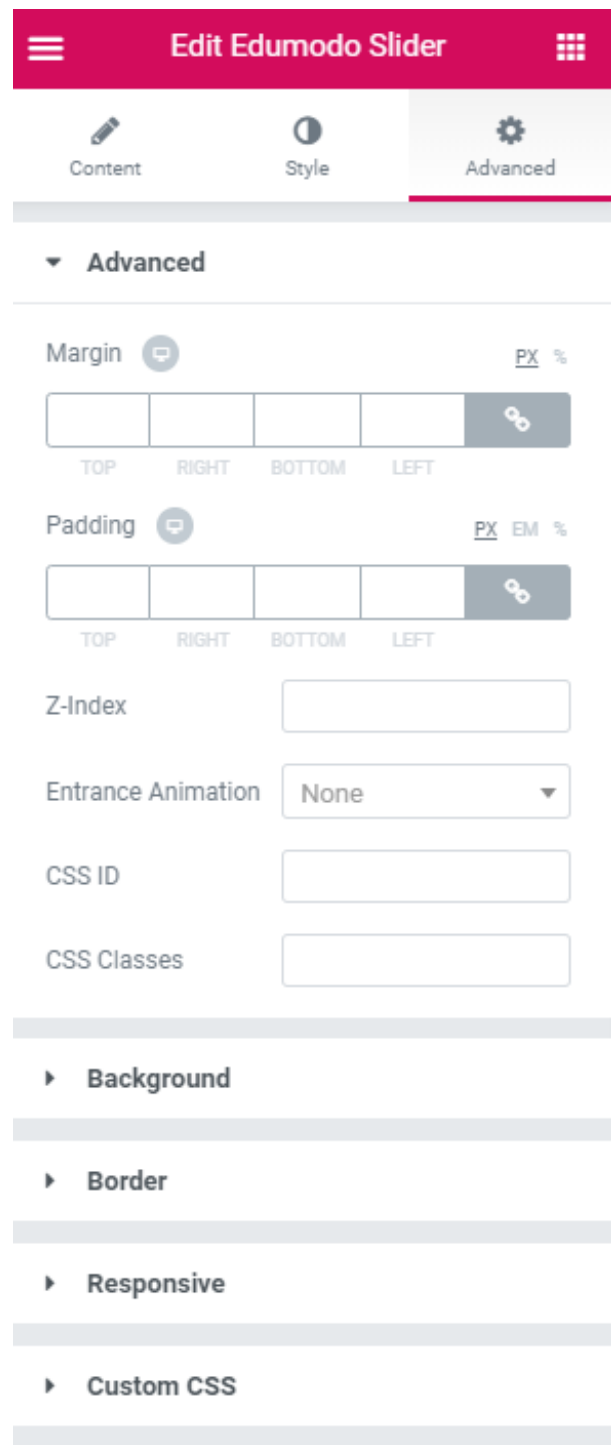 Edit Edumodo Slider
Content Style Advanced
Advanced
Margin PX %
TOP RIGHT BOTTOM LEFT
Padding PX EM %
TOP RIGHT BOTTOM LEFT
Z-Index
Entrance Animation None
CSS ID
CSS Classes
Background
Border
Responsive
Custom CSS